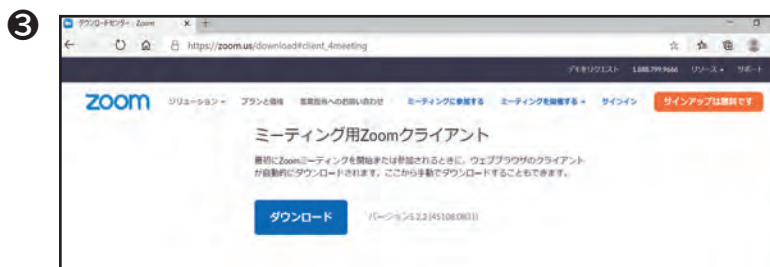 ❸
ダウンロードセンター - Zoom
https://zoom.us/download#client_4meeting
デモをリクエスト 1.888.799.9666 リソース サポート
zoom ソリューション プランと価格 営業担当へのお問い合わせ ミーティングに参加する ミーティングを開催する サインイン サインアップは無料です
ミーティング用Zoomクライアント
最初にZoomミーティングを開始または参加されるときに、ウェブブラウザのクライアント
が自動的にダウンロードされます。ここから手動でダウンロードすることもできます。
ダウンロード バージョン5.2.2 (45108.0831)